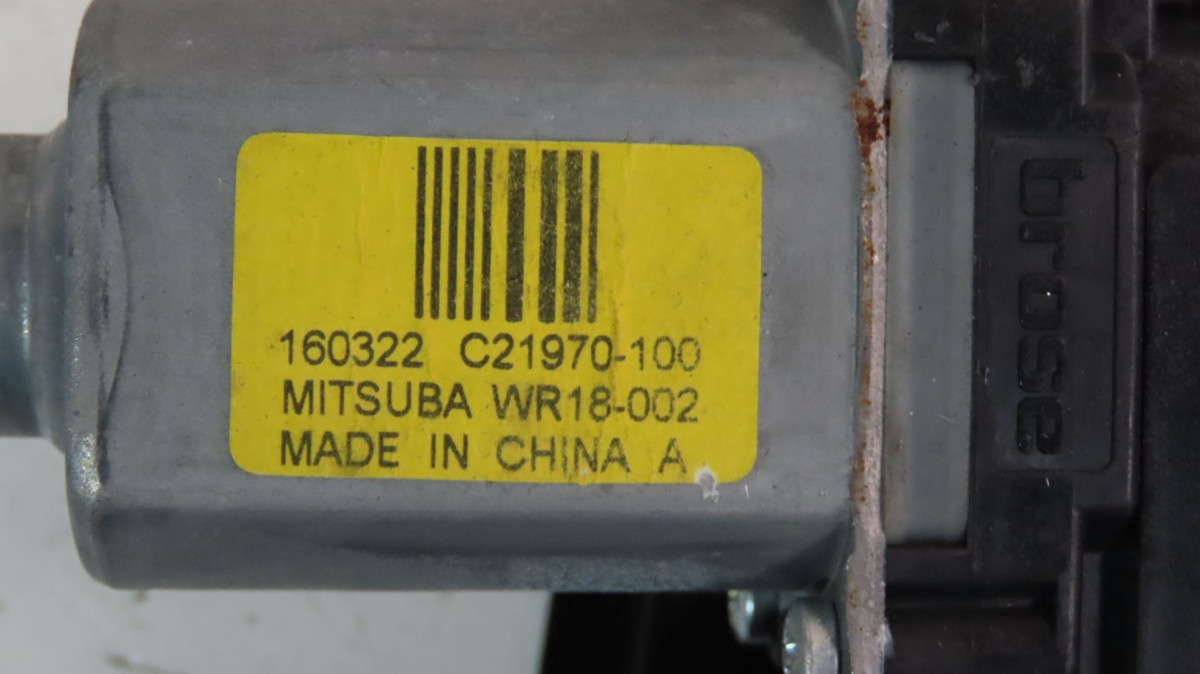 160322 C21970-100
MITSUBA WR18-002
MADE IN CHINA A
brose